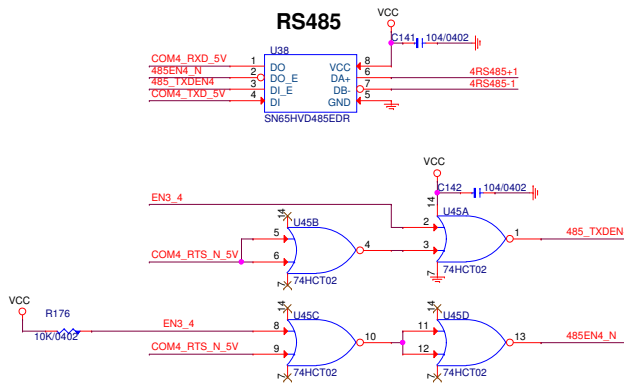 RS485
VCC
C141
104/0402
U38
COM4_RXD_5V
1
DO
VCC
8
485EN4_N
2
DO_E
DA+
6
4RS485+1
485_TXDEN4
3
DI_E
DB-
7
4RS485-1
COM4_TXD_5V
4
DI
GND
5
SN65HVD485EDR
VCC
C142
104/0402
EN3_4
14
U45B
14
U45A
2
1
485_TXDEN
5
4
3
COM4_RTS_N_5V
6
7
74HCT02
7
74HCT02
VCC
R176
10K/0402
14
U45C
14
U45D
EN3_4
8
10
11
13
485EN4_N
COM4_RTS_N_5V
9
12
7
74HCT02
7
74HCT02